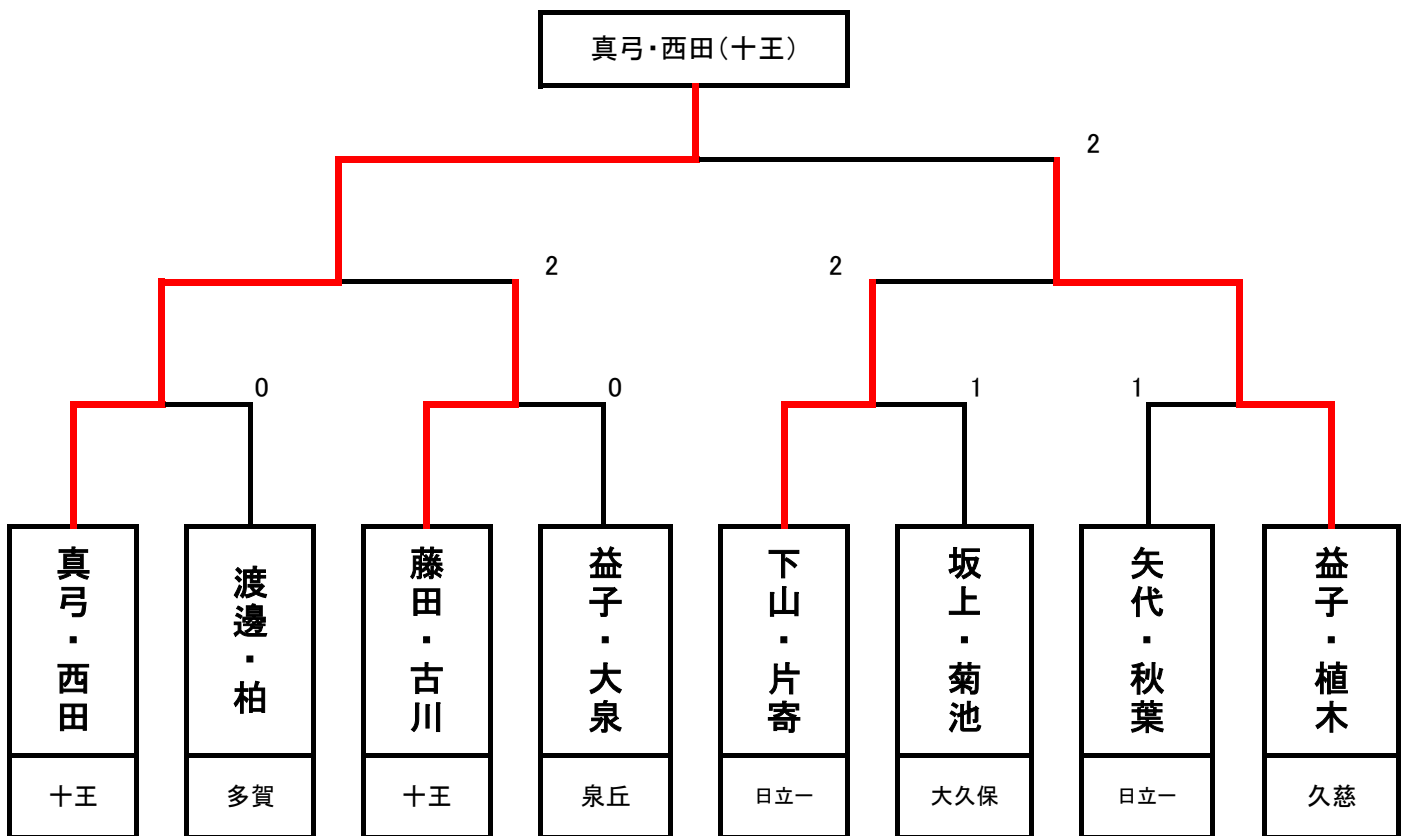 真弓・西田(十王)
2
2
2
0
0
1
1
真弓・西田
渡邊・柏
藤田・古川
益子・大泉
下山・片寄
坂上・菊池
矢代・秋葉
益子・植木
十王
多賀
十王
泉丘
日立一
大久保
日立一
久慈